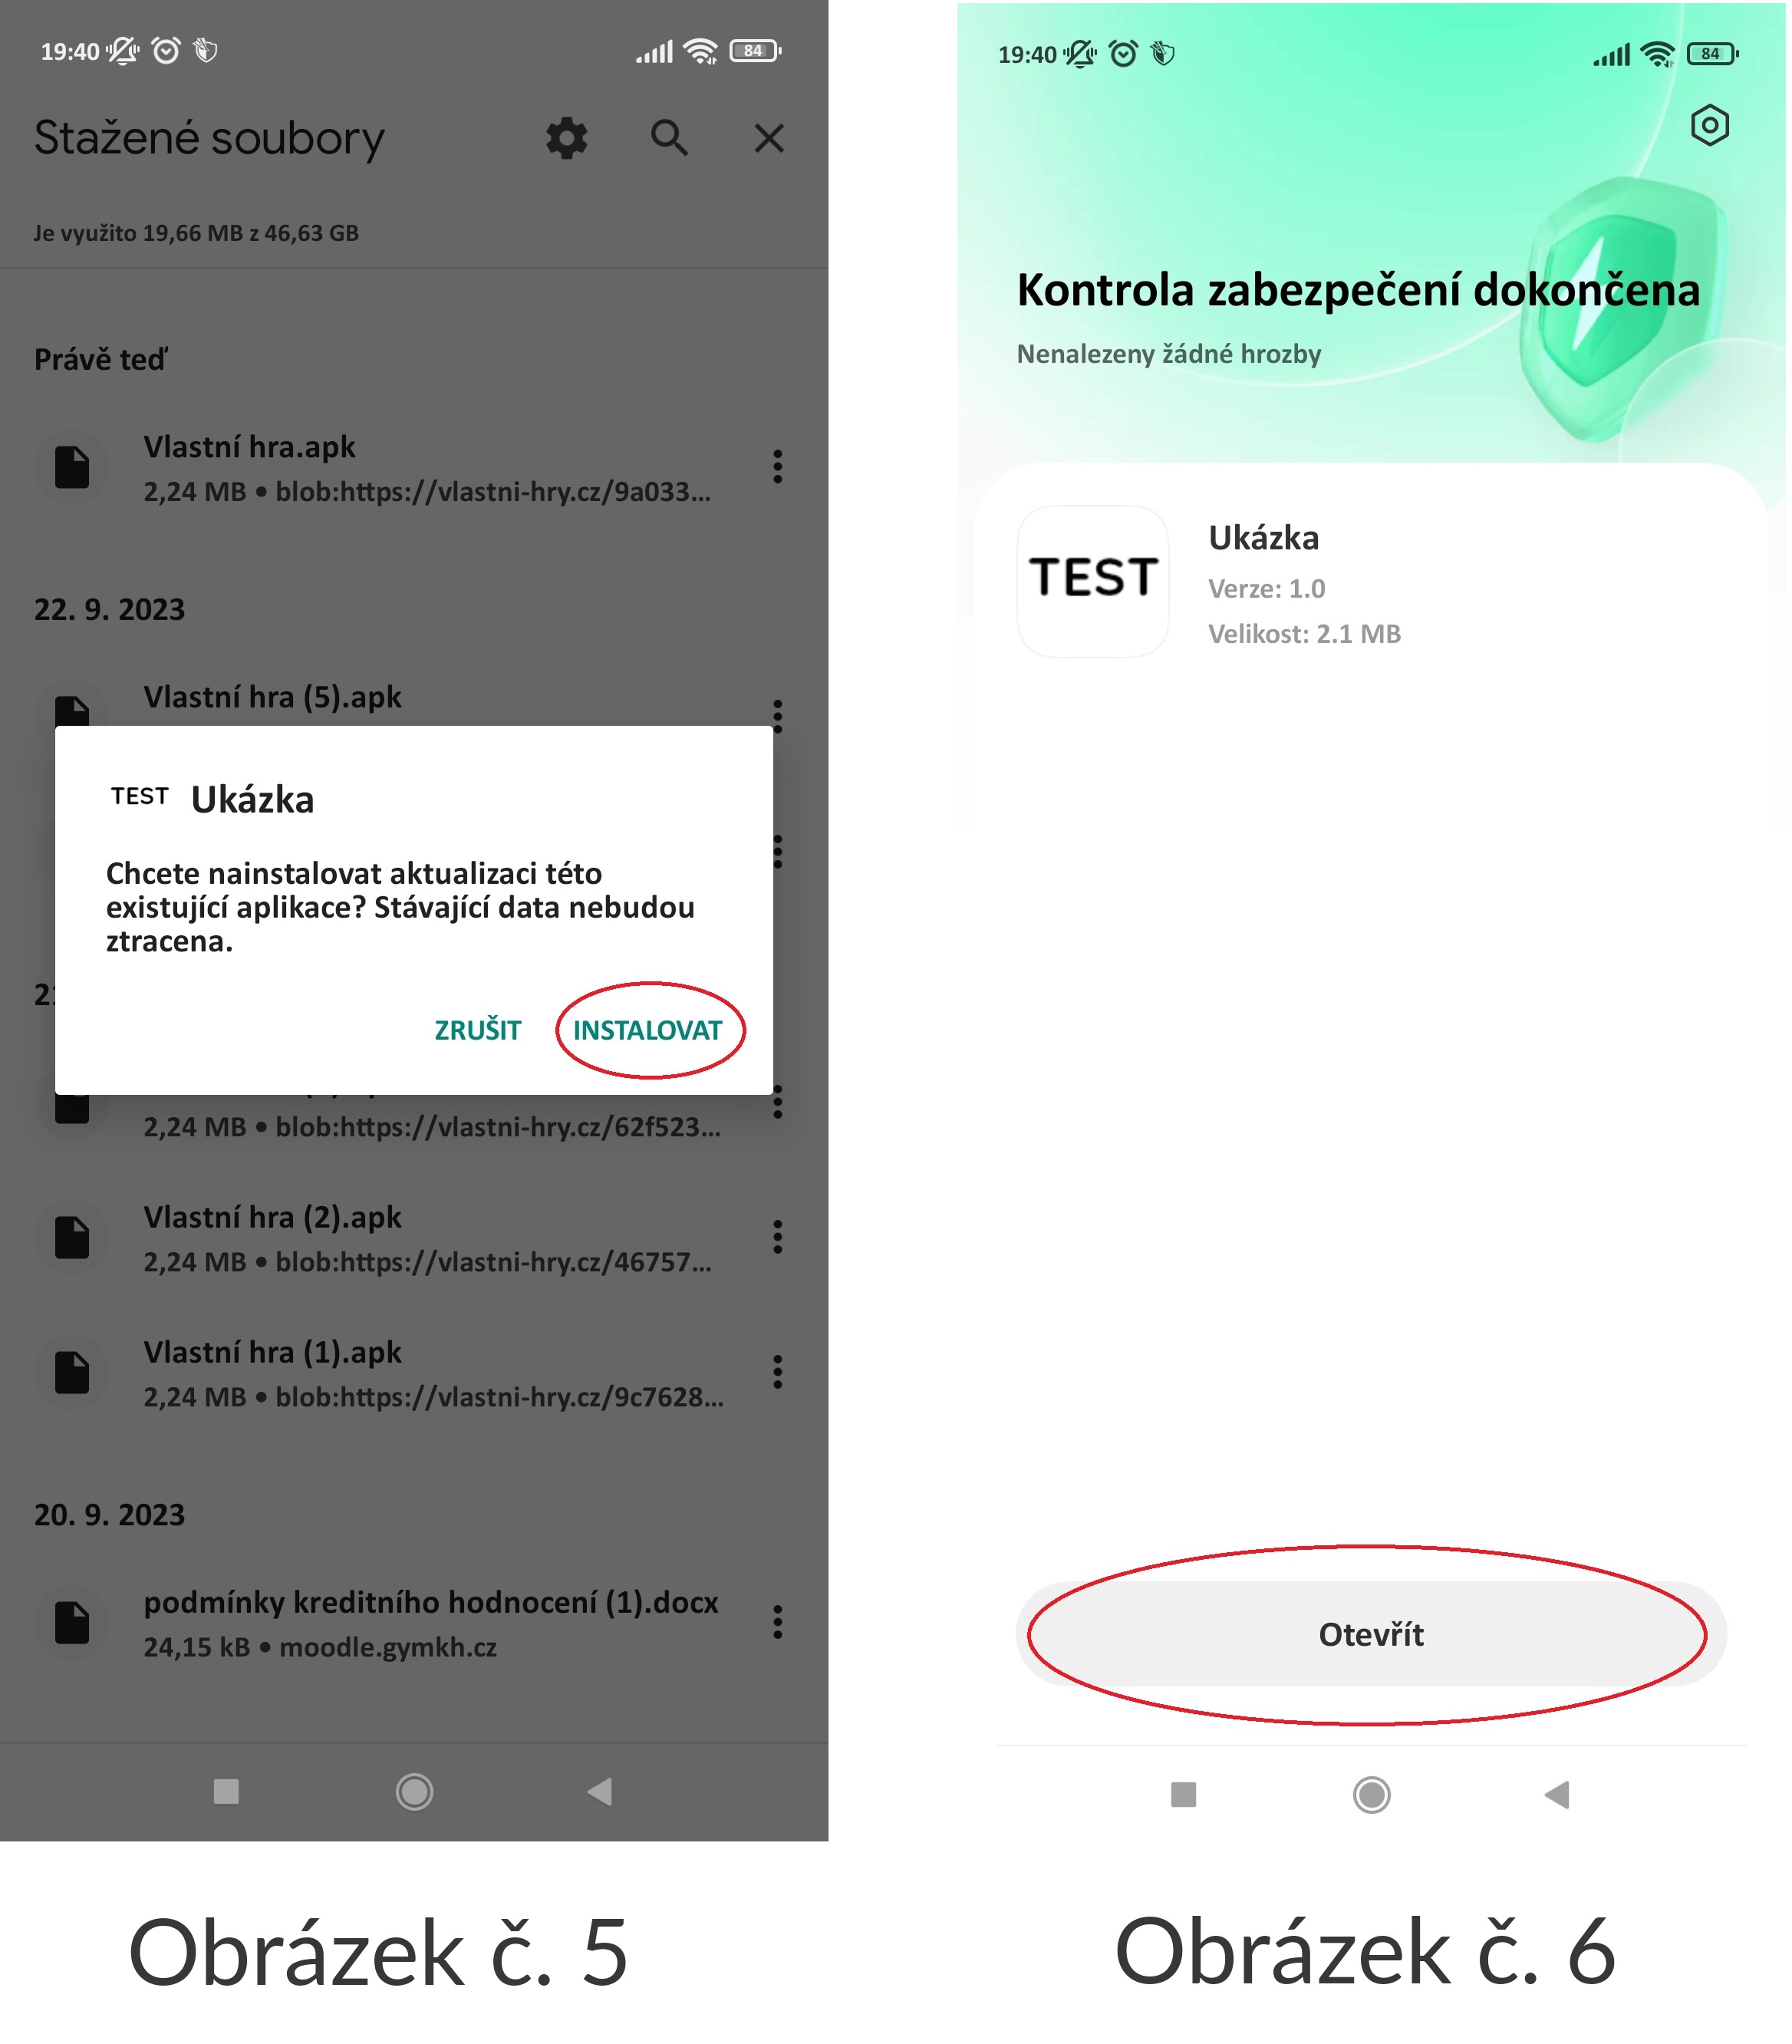 19:40
84
Stažené soubory
Je využito 19,66 MB z 46,63 GB
Právě teď
Vlastní hra.apk
2,24 MB • blob:https://vlastni-hry.cz/9a033...
22. 9. 2023
Vlastní hra (5).apk
TEST Ukázka
Chcete nainstalovat aktualizaci této
existující aplikace? Stávající data nebudou
ztracena.
ZRUŠIT INSTALOVAT
2,24 MB • blob:https://vlastni-hry.cz/62f523...
Vlastní hra (2).apk
2,24 MB • blob:https://vlastni-hry.cz/46757...
Vlastní hra (1).apk
2,24 MB • blob:https://vlastni-hry.cz/9c7628...
20. 9. 2023
podmínky kreditního hodnocení (1).docx
24,15 kB • moodle.gymkh.cz
Obrázek č. 5
19:40
84
Kontrola zabezpečení dokončena
Nenalezeny žádné hrozby
TEST
Ukázka
Verze: 1.0
Velikost: 2.1 MB
Otevřít
Obrázek č. 6